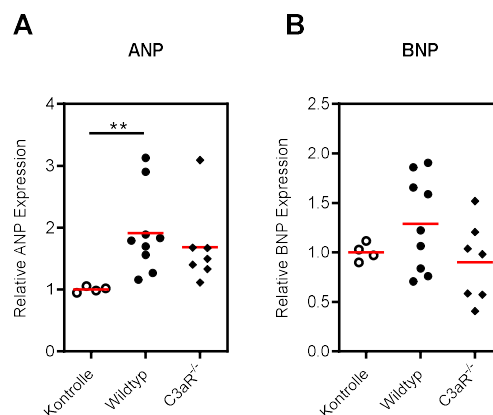 A
ANP
Relative ANP Expression
4
3
2
1
0
**
Kontrolle
Wildtyp
C3aR-/-
B
BNP
Relative BNP Expression
2.5
2.0
1.5
1.0
0.5
0.0
Kontrolle
Wildtyp
C3aR-/-